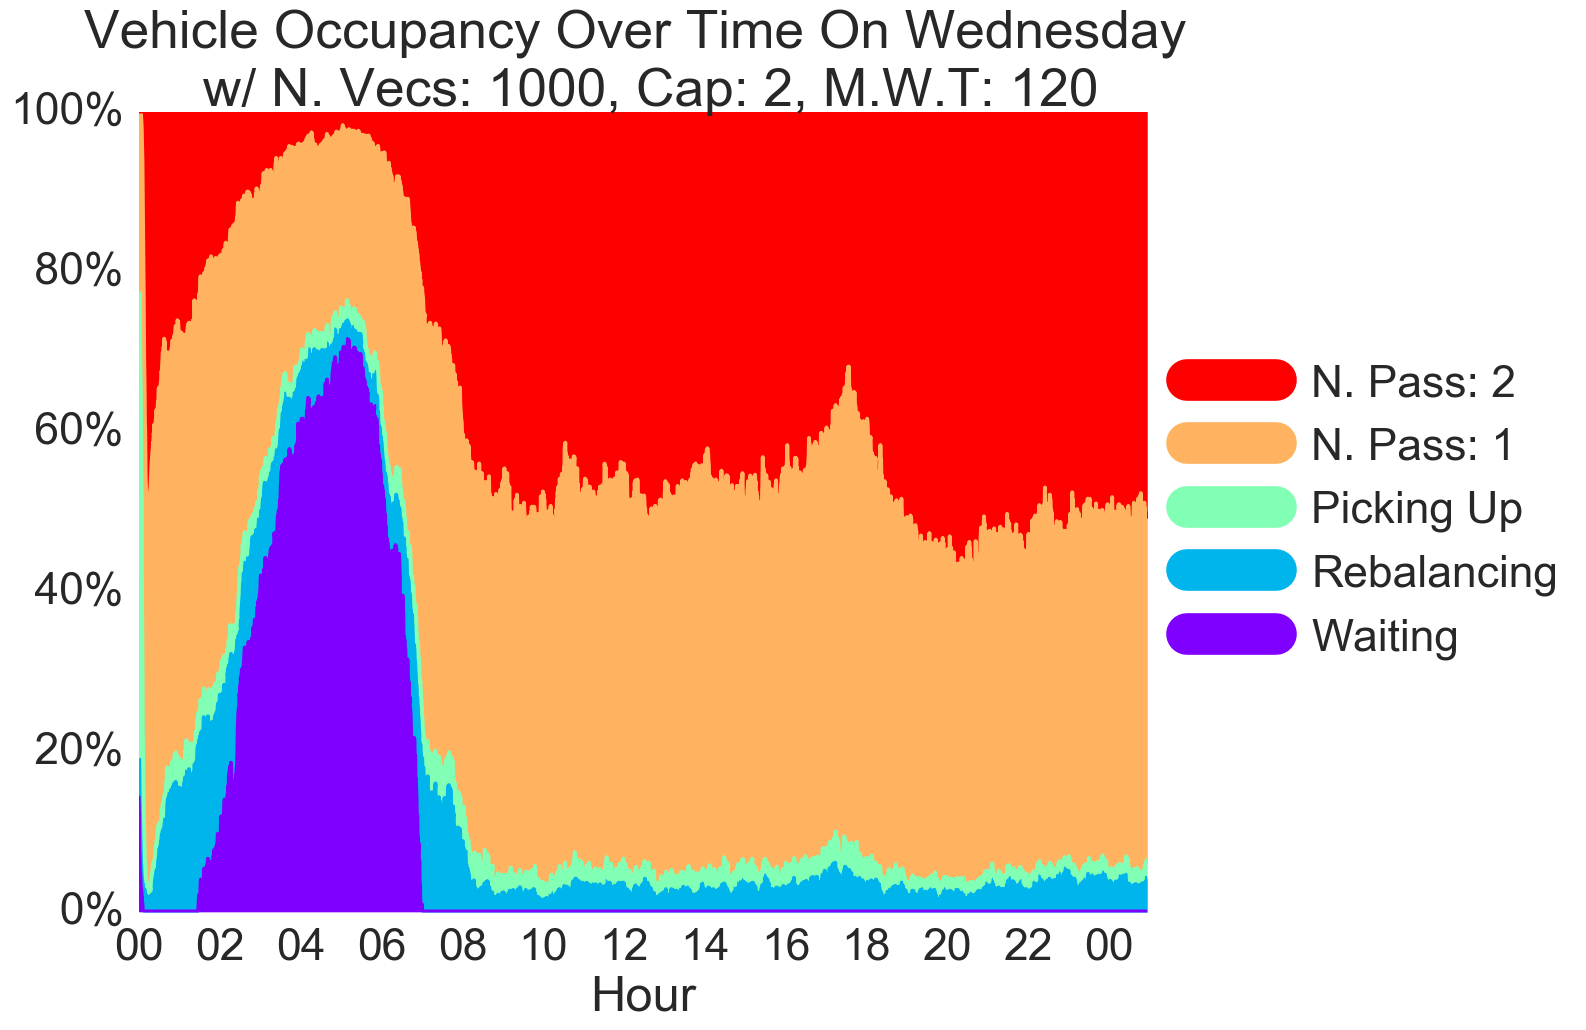 Vehicle Occupancy Over Time On Wednesday
w/ N. Vecs: 1000, Cap: 2, M.W.T: 120
100%
80%
60%
40%
20%
0%
00 02 04 06 08 10 12 14 16 18 20 22 00
Hour
N. Pass: 2
N. Pass: 1
Picking Up
Rebalancing
Waiting